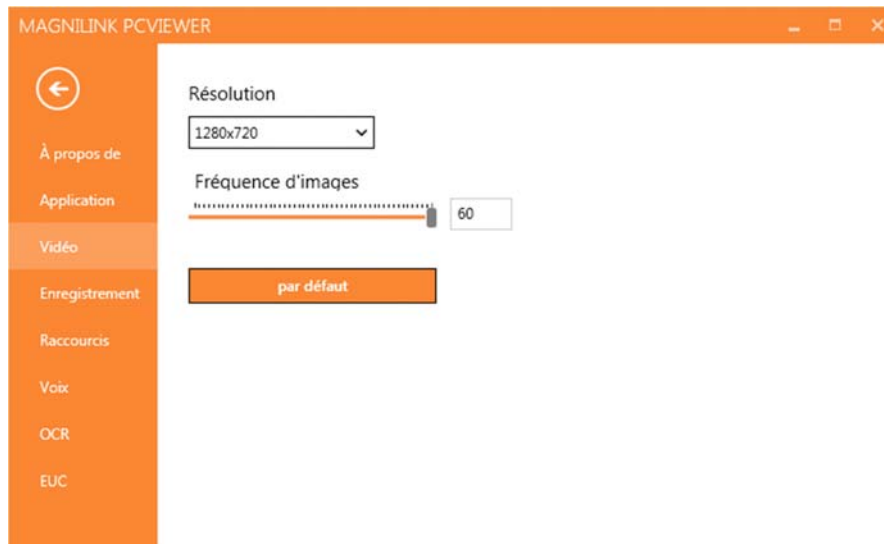 MAGNILINK PCVIEWER
À propos de
Application
Vidéo
Enregistrement
Raccourcis
Voix
OCR
EUC
Résolution
1280x720
Fréquence d'images
60
par défaut